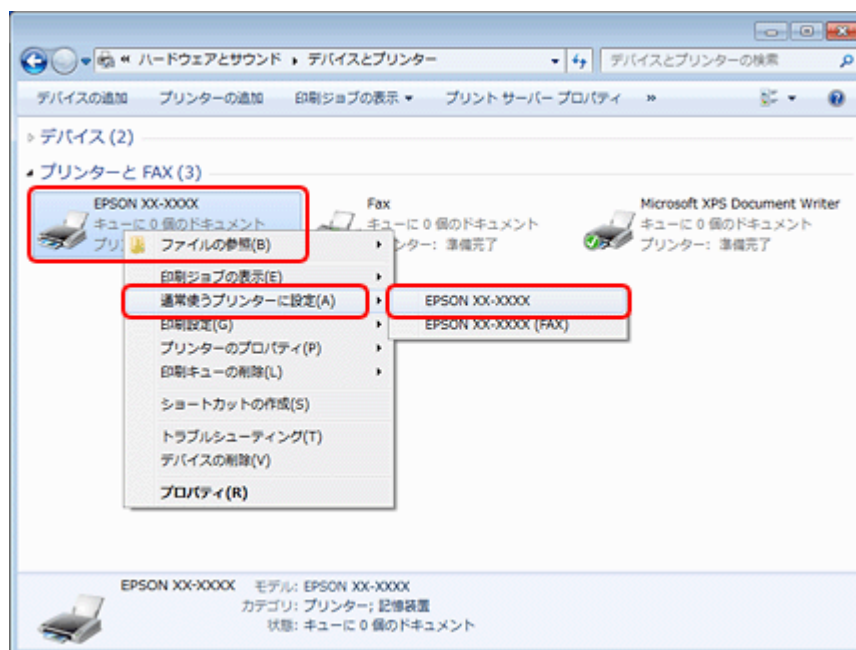 « ハードウェアとサウンド ▸ デバイスとプリンター
デバイスとプリンターの検索
デバイスの追加 プリンターの追加 印刷ジョブの表示 ▼ プリント サーバー プロパティ »
デバイス (2)
プリンターと FAX (3)
EPSON XX-XXXX
キューに 0 個のドキュメント
プリ
Fax
キューに 0 個のドキュメント
ンター: 準備完了
Microsoft XPS Document Writer
キューに 0 個のドキュメント
プリンター: 準備完了
ファイルの参照(B)
印刷ジョブの表示(E)
通常使うプリンターに設定(A)
印刷設定(G)
プリンターのプロパティ(P)
印刷キューの削除(L)
ショートカットの作成(S)
トラブルシューティング(T)
デバイスの削除(V)
プロパティ(R)
EPSON XX-XXXX
EPSON XX-XXXX (FAX)
EPSON XX-XXXX モデル: EPSON XX-XXXX
カテゴリ: プリンター; 記憶装置
状態: キューに 0 個のドキュメント